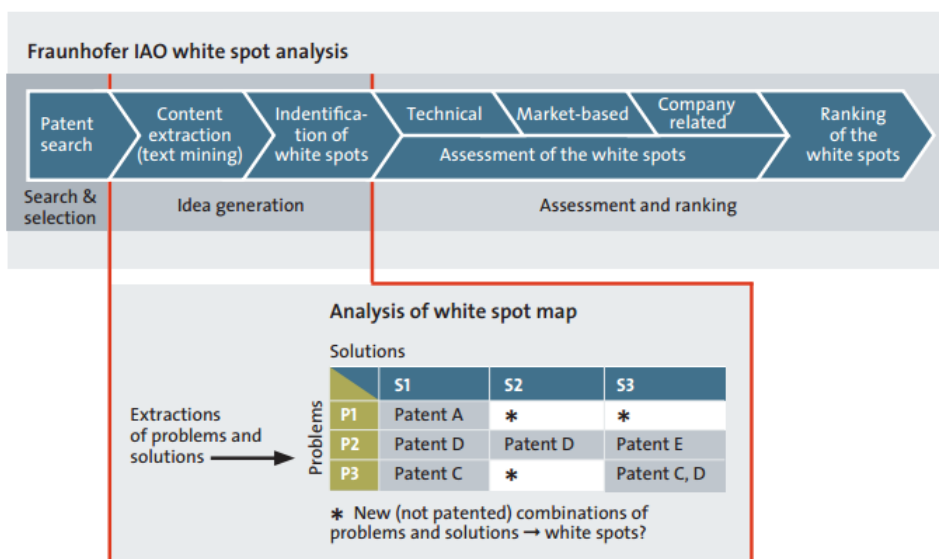 Fraunhofer IAO white spot analysis
Patent
search
Content
extraction
(text mining)
Indentifica-
tion of
white spots
Technical
Market-based
Company
related
Assessment of the white spots
Ranking
of the
white spots
Search &
selection
Idea generation
Assessment and ranking
Analysis of white spot map
Solutions
S1 S2 S3
Extractions
of problems and
solutions
Problems
P1 Patent A * *
P2 Patent D Patent D Patent E
P3 Patent C * Patent C, D
* New (not patented) combinations of
problems and solutions → white spots?